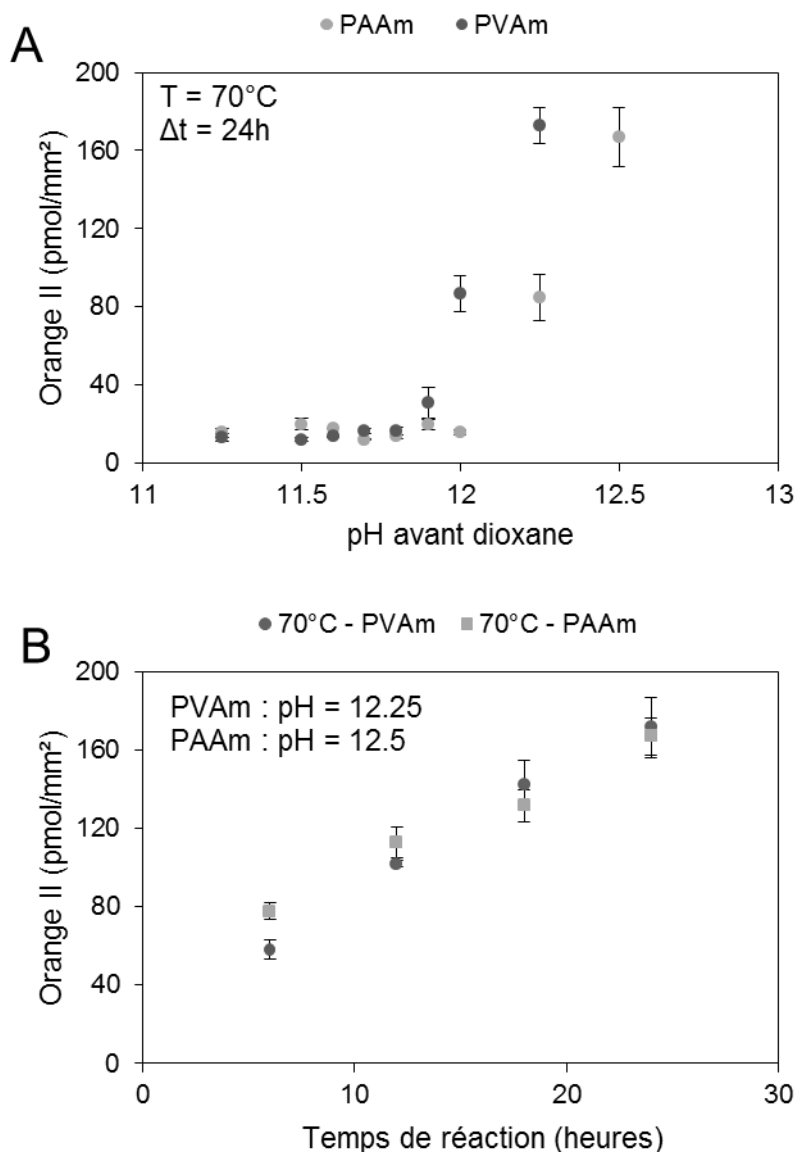 PAAm PVAm
A
T = 70°C
Δt = 24h
Orange II (pmol/mm²)
200
160
120
80
40
0
11 11.5 12 12.5 13
pH avant dioxane
70°C - PVAm 70°C - PAAm
B
PVAm : pH = 12.25
PAAm : pH = 12.5
Orange II (pmol/mm²)
200
160
120
80
40
0
0 10 20 30
Temps de réaction (heures)